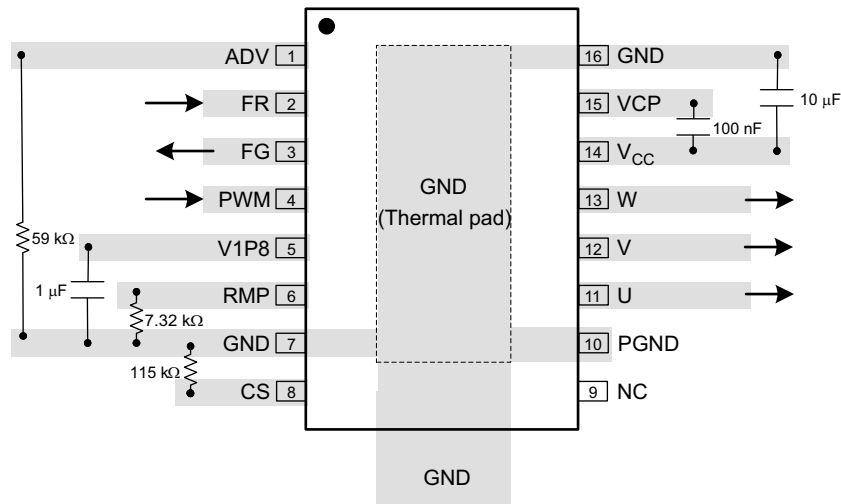 ADV 1
16 GND
FR 2
15 VCP
10 μF
100 nF
FG 3
14 VCC
GND
(Thermal pad)
PWM 4
13 W
59 kΩ
V1P8 5
12 V
1 μF
RMP 6
11 U
7.32 kΩ
GND 7
10 PGND
115 kΩ
CS 8
9 NC
GND